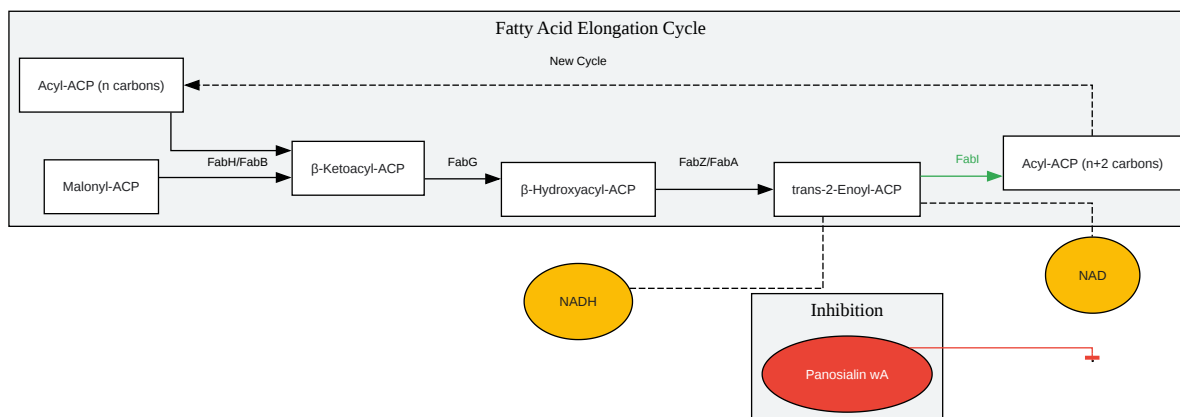 Fatty Acid Elongation Cycle
New Cycle
Acyl-ACP (n carbons)
FabH/FabB
Malonyl-ACP
β-Ketoacyl-ACP
FabG
β-Hydroxyacyl-ACP
FabZ/FabA
trans-2-Enoyl-ACP
FabI
Acyl-ACP (n+2 carbons)
NADH
NAD
Inhibition
Panosialin wA